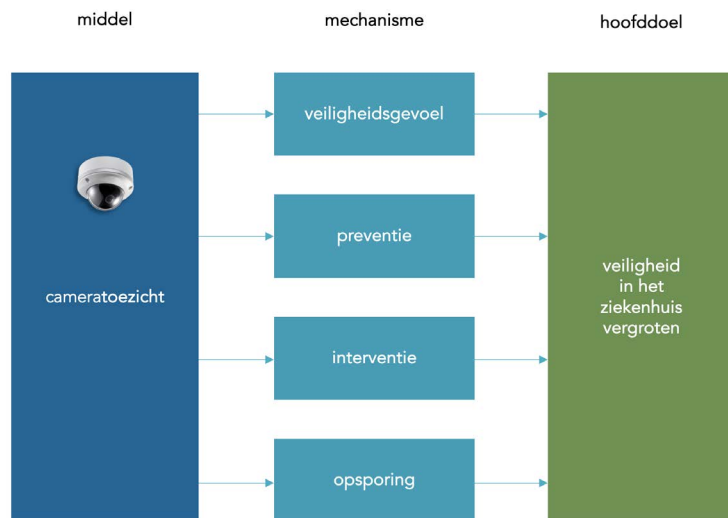 middel
mechanisme
hoofddoel
cameratoezicht
veiligheidsgevoel
preventie
interventie
opsporing
veiligheid
in het
ziekenhuis
vergroten